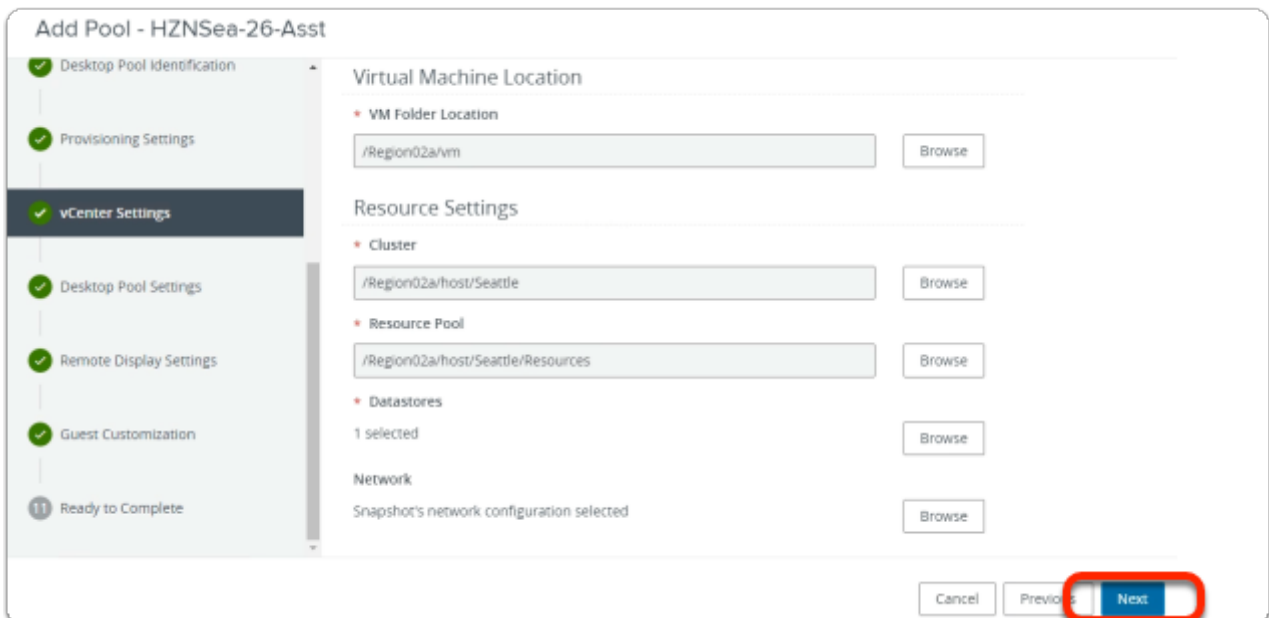 Add Pool - HZNSea-26-Asst
Desktop Pool Identification
Provisioning Settings
vCenter Settings
Desktop Pool Settings
Remote Display Settings
Guest Customization
11 Ready to Complete
Virtual Machine Location
* VM Folder Location
/Region02a/vm
Browse
Resource Settings
* Cluster
/Region02a/host/Seattle
Browse
* Resource Pool
/Region02a/host/Seattle/Resources
Browse
* Datastores
1 selected
Browse
Network
Snapshot's network configuration selected
Browse
Cancel
Previous
Next